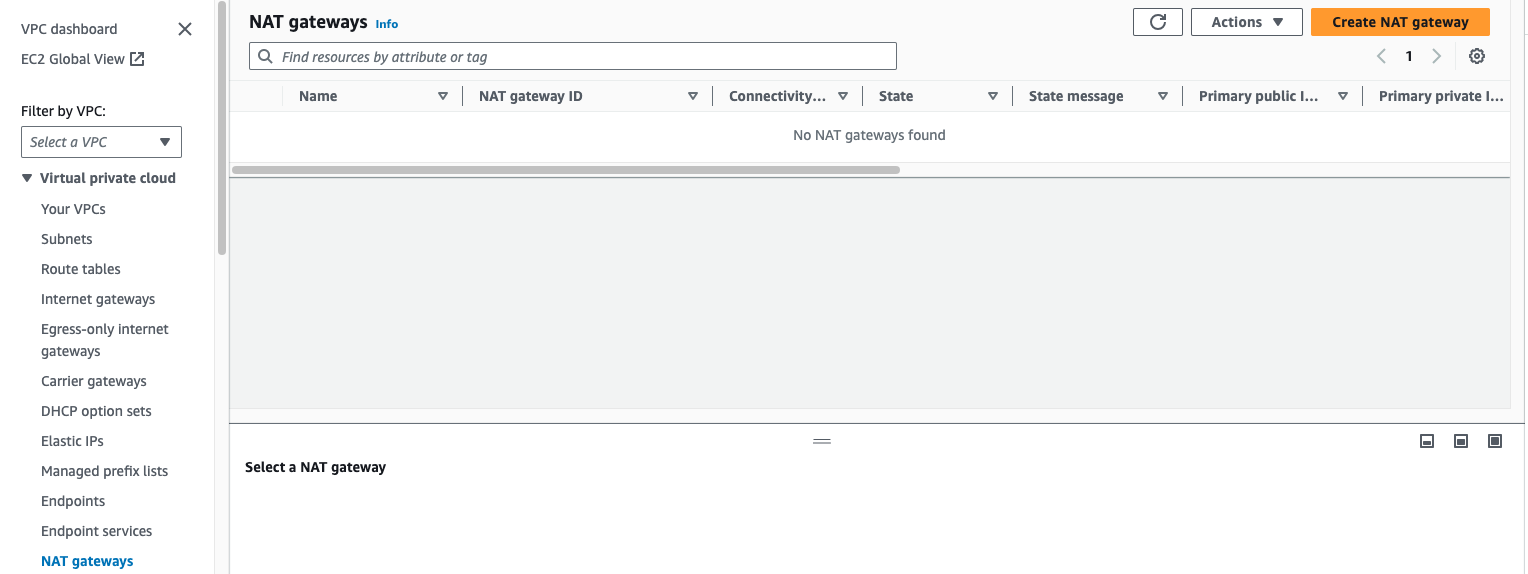 VPC dashboard
EC2 Global View
Filter by VPC:
Select a VPC
Virtual private cloud
Your VPCs
Subnets
Route tables
Internet gateways
Egress-only internet
gateways
Carrier gateways
DHCP option sets
Elastic IPs
Managed prefix lists
Endpoints
Endpoint services
NAT gateways
NAT gateways Info
Actions
Create NAT gateway
Find resources by attribute or tag
1
Name NAT gateway ID Connectivity... State State message Primary public I... Primary private I...
No NAT gateways found
Select a NAT gateway